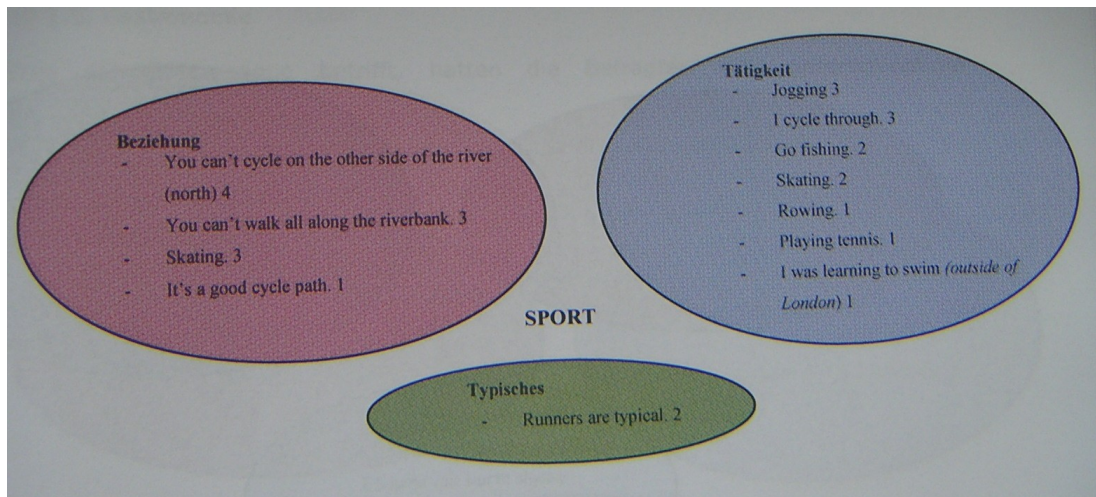 Beziehung
- You can't cycle on the other side of the river
(north) 4
- You can't walk all along the riverbank. 3
- Skating. 3
- It's a good cycle path. 1
Tätigkeit
- Jogging 3
- I cycle through. 3
- Go fishing. 2
- Skating. 2
- Rowing. 1
- Playing tennis. 1
- I was learning to swim (outside of
London) 1
SPORT
Typisches
- Runners are typical. 2